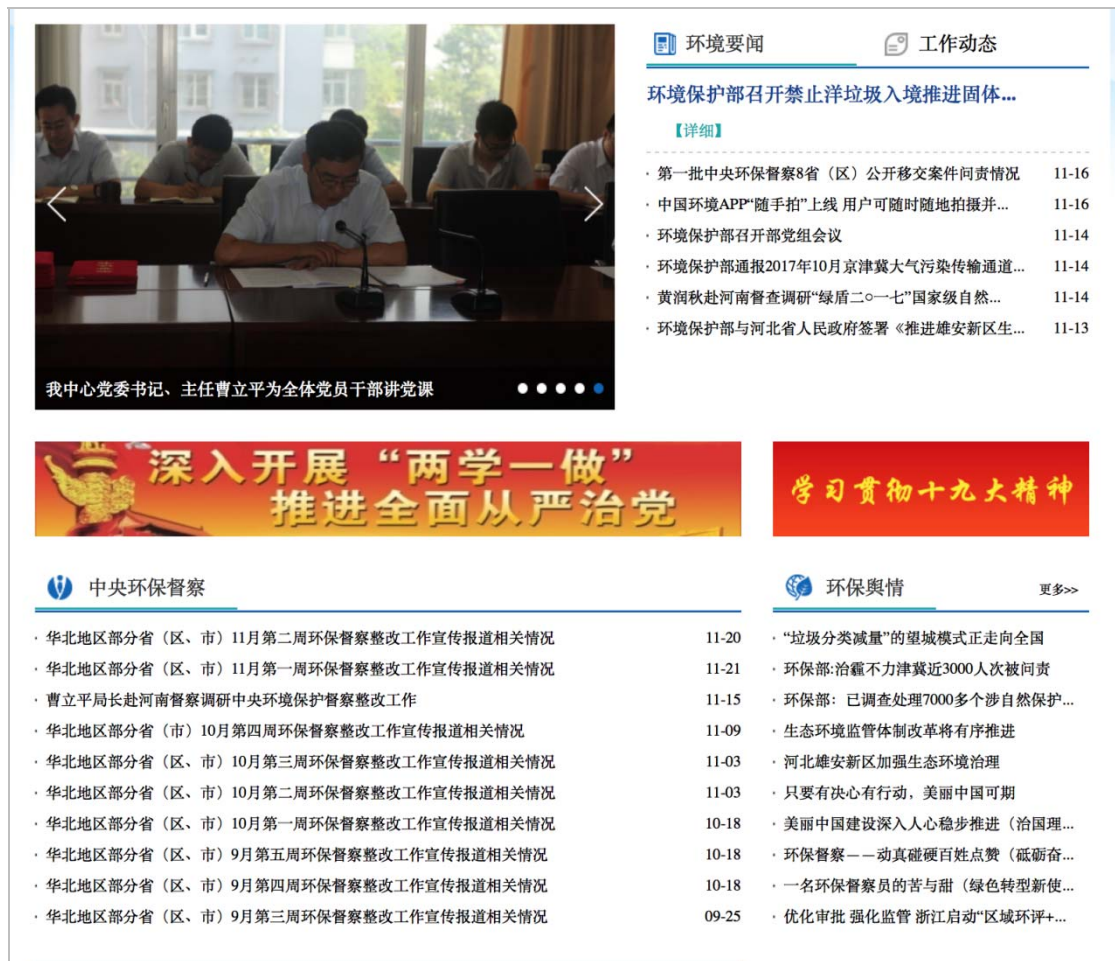 环境要闻
工作动态
环境保护部召开禁止洋垃圾入境推进固体...
【详细】
· 第一批中央环保督察8省（区）公开移交案件问责情况 11-16
· 中国环境APP“随手拍”上线 用户可随时随地拍摄并... 11-16
· 环境保护部召开部党组会议 11-14
· 环境保护部通报2017年10月京津冀大气污染传输通道... 11-14
· 黄润秋赴河南督查调研“绿盾二○一七”国家级自然... 11-14
· 环境保护部与河北省人民政府签署《推进雄安新区生... 11-13
我中心党委书记、主任曹立平为全体党员干部讲党课
深入开展“两学一做”
推进全面从严治党
学习贯彻十九大精神
中央环保督察
· 华北地区部分省（区、市）11月第二周环保督察整改工作宣传报道相关情况 11-20
· 华北地区部分省（区、市）11月第一周环保督察整改工作宣传报道相关情况 11-21
· 曹立平局长赴河南督察调研中央环境保护督察整改工作 11-15
· 华北地区部分省（市）10月第四周环保督察整改工作宣传报道相关情况 11-09
· 华北地区部分省（区、市）10月第三周环保督察整改工作宣传报道相关情况 11-03
· 华北地区部分省（区、市）10月第二周环保督察整改工作宣传报道相关情况 11-03
· 华北地区部分省（区、市）10月第一周环保督察整改工作宣传报道相关情况 10-18
· 华北地区部分省（区、市）9月第五周环保督察整改工作宣传报道相关情况 10-18
· 华北地区部分省（区、市）9月第四周环保督察整改工作宣传报道相关情况 10-18
· 华北地区部分省（区、市）9月第三周环保督察整改工作宣传报道相关情况 09-25
环保舆情 更多>>
· “垃圾分类减量”的望城模式正走向全国
· 环保部:治霾不力津冀近3000人次被问责
· 环保部：已调查处理7000多个涉自然保护...
· 生态环境监管体制改革将有序推进
· 河北雄安新区加强生态环境治理
· 只要有决心有行动，美丽中国可期
· 美丽中国建设深入人心稳步推进（治国理...
· 环保督察——动真碰硬百姓点赞（砥砺奋...
· 一名环保督察员的苦与甜（绿色转型新使...
· 优化审批 强化监管 浙江启动“区域环评+...